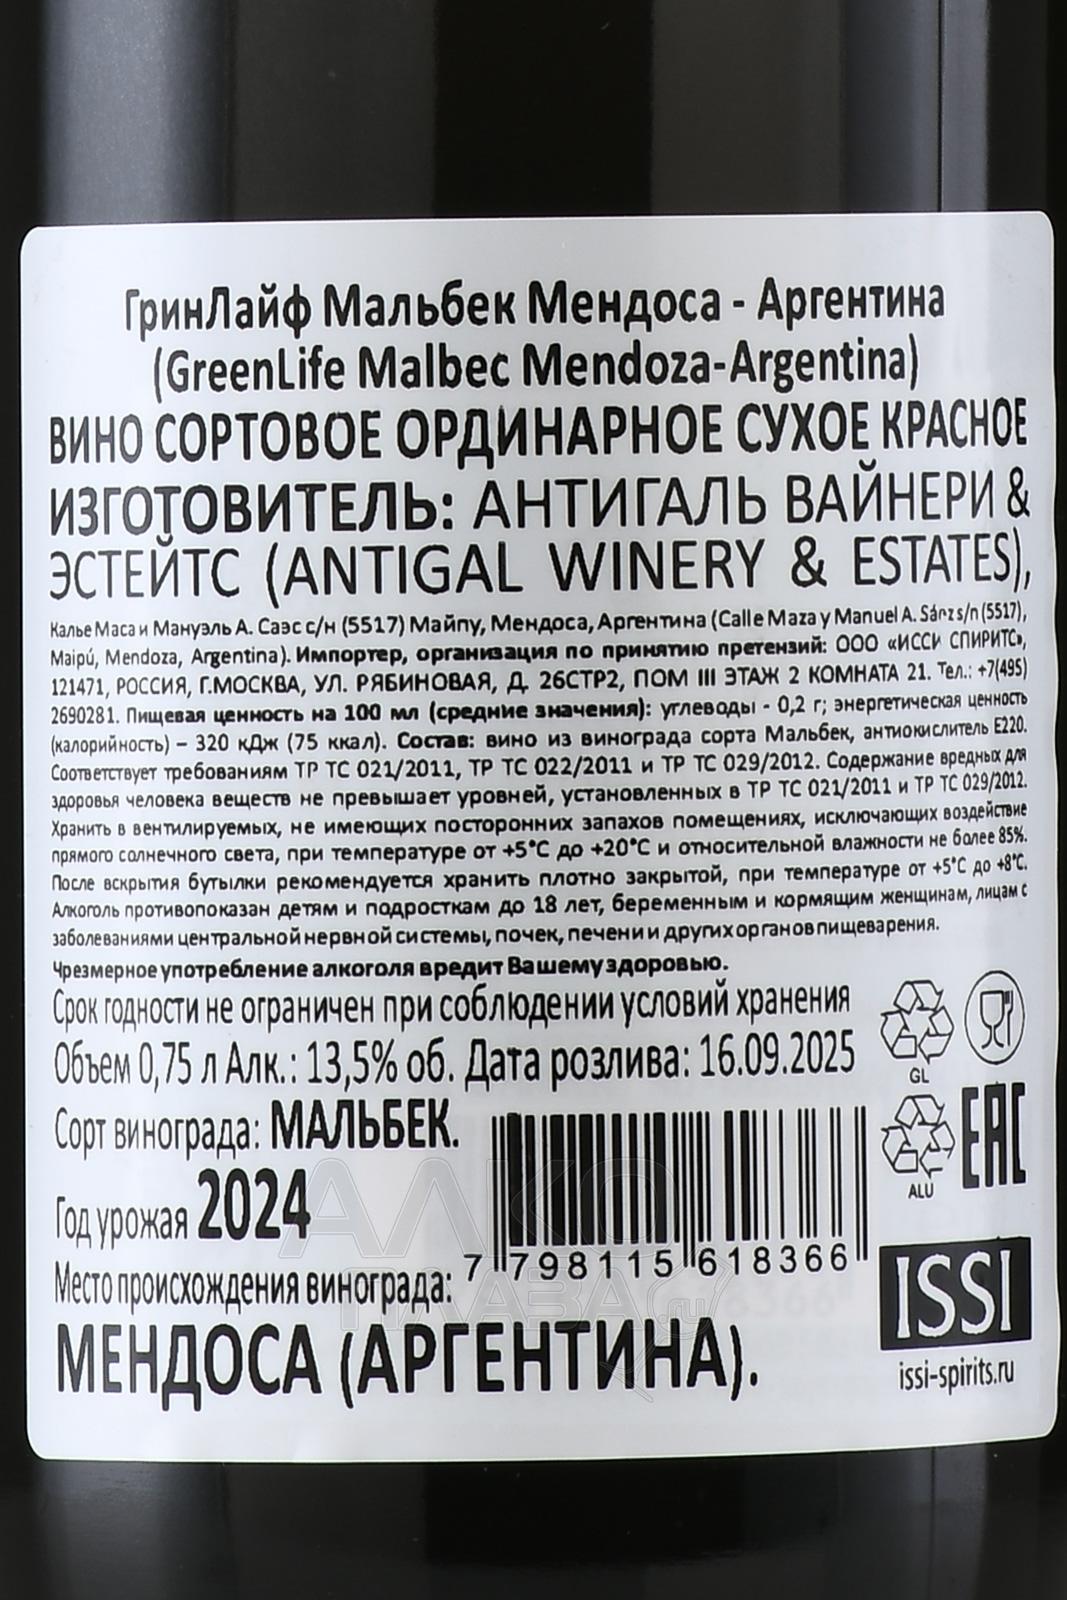 ГринЛайф Мальбек Мендоса - Аргентина
(GreenLife Malbec Mendoza-Argentina)
ВИНО СОРТОВОЕ ОРДИНАРНОЕ СУХОЕ КРАСНОЕ
ИЗГОТОВИТЕЛЬ: АНТИГАЛЬ ВАЙНЕРИ &
ЭСТЕЙТС (ANTIGAL WINERY & ESTATES),
Калье Маса и Мануэль А. Саэс с/н (5517) Майпу, Мендоса, Аргентина (Calle Maza y Manuel A. Sánz s/n (5517),
Maipú, Mendoza, Argentina). Импортер, организация по принятию претензий: ООО «ИССИ СПИРИТС»,
121471, РОССИЯ, Г.МОСКВА, УЛ. РЯБИНОВАЯ, Д. 26СТР2, ПОМ III ЭТАЖ 2 КОМНАТА 21. Тел.: +7(495)
2690281. Пищевая ценность на 100 мл (средние значения): углеводы - 0,2 г; энергетическая ценность
(калорийность) – 320 кДж (75 ккал). Состав: вино из винограда сорта Мальбек, антиокислитель Е220.
Соответствует требованиям ТР ТС 021/2011, ТР ТС 022/2011 и ТР ТС 029/2012. Содержание вредных для
здоровья человека веществ не превышает уровней, установленных в ТР ТС 021/2011 и ТР ТС 029/2012.
Хранить в вентилируемых, не имеющих посторонних запахов помещениях, исключающих воздействие
прямого солнечного света, при температуре от +5°С до +20°С и относительной влажности не более 85%.
После вскрытия бутылки рекомендуется хранить плотно закрытой, при температуре от +5°С до +8°С.
Алкоголь противопоказан детям и подросткам до 18 лет, беременным и кормящим женщинам, лицам с
заболеваниями центральной нервной системы, почек, печени и других органов пищеварения.
Чрезмерное употребление алкоголя вредит Вашему здоровью.
Срок годности не ограничен при соблюдении условий хранения
Объем 0,75 л Алк.: 13,5% об. Дата розлива: 16.09.2025
GL
Сорт винограда: МАЛЬБЕК.
ALU
EAC
Год урожая 2024
7 798115 618366
Место происхождения винограда:
МЕНДОСА (АРГЕНТИНА).
ISSI
issi-spirits.ru
АЛКО
ПЛАЗА.ru